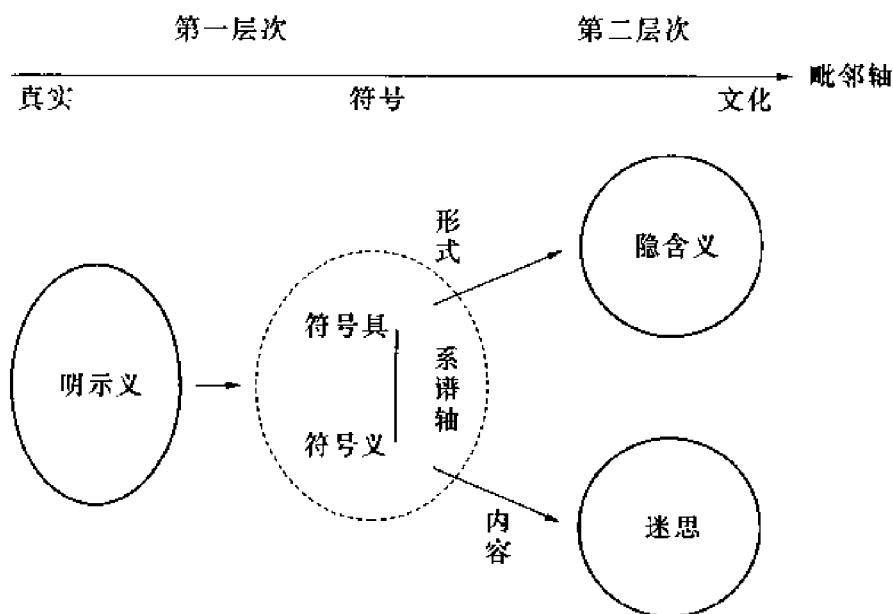 第一层次 第二层次
毗邻轴
真实 符号 文化
形式
隐含义
符号具
明示义
系谱轴
符号义
内容
迷思